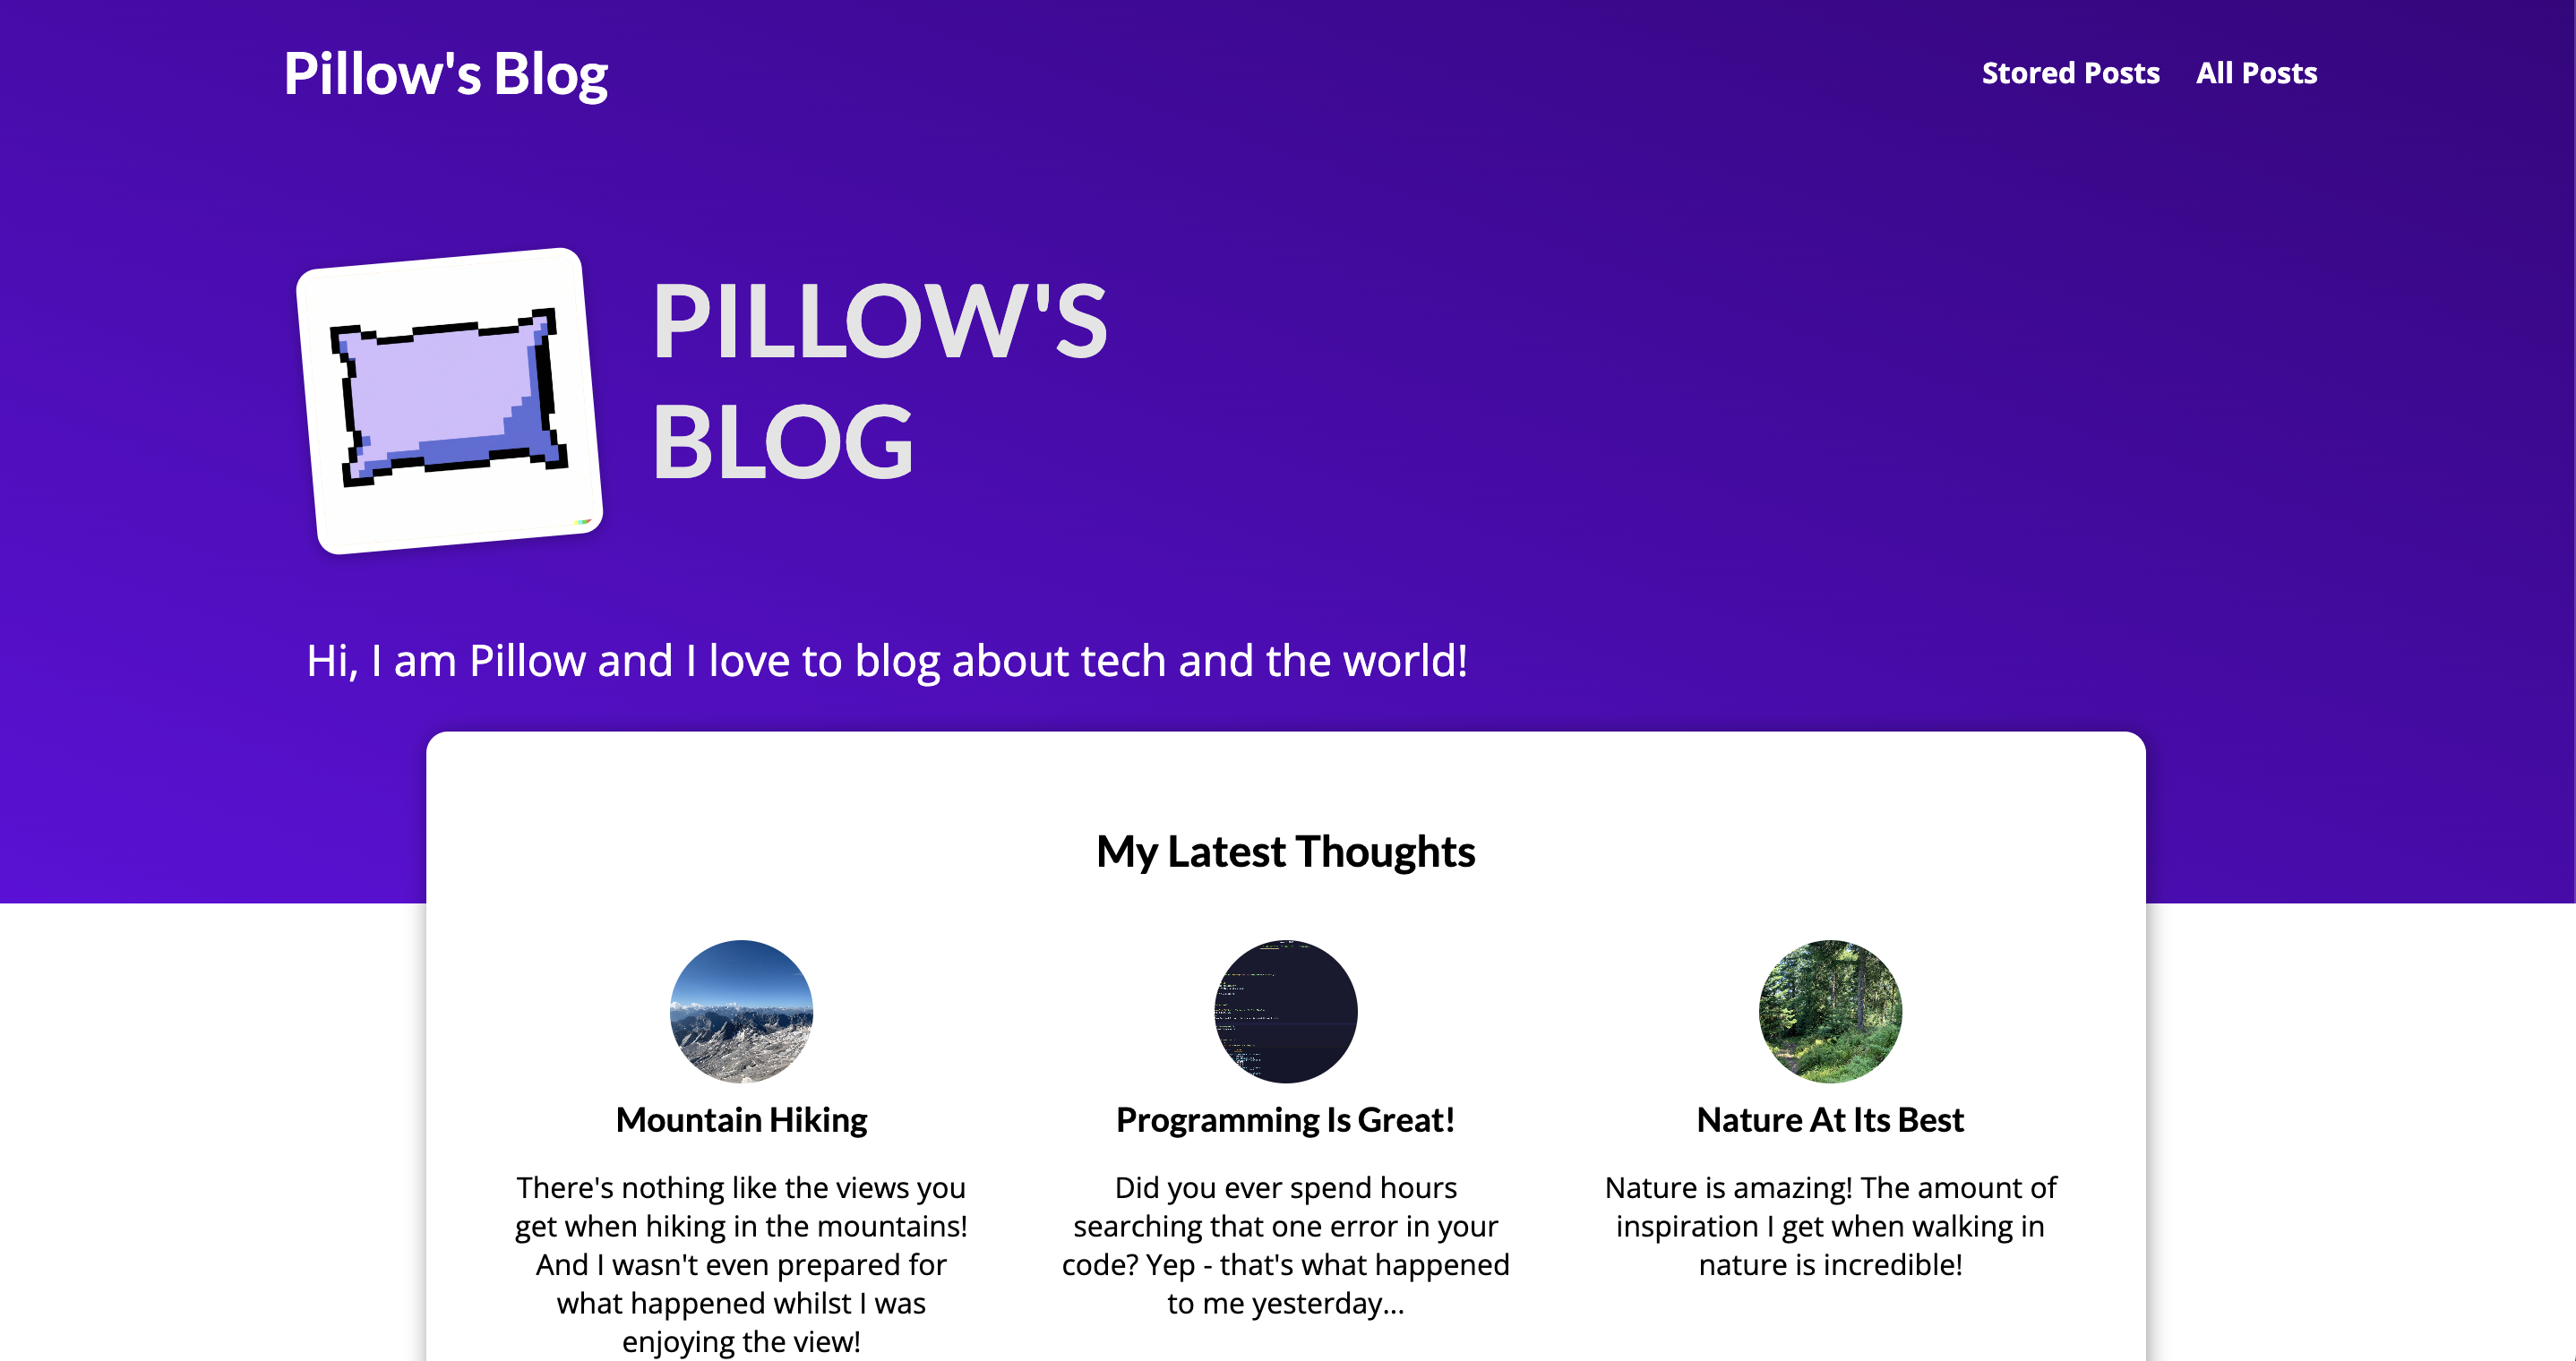 Pillow's Blog
Stored Posts
All Posts
PILLOW'S
BLOG
Hi, I am Pillow and I love to blog about tech and the world!
My Latest Thoughts
Mountain Hiking
There's nothing like the views you
get when hiking in the mountains!
And I wasn't even prepared for
what happened whilst I was
enjoying the view!
Programming Is Great!
Did you ever spend hours
searching that one error in your
code? Yep - that's what happened
to me yesterday...
Nature At Its Best
Nature is amazing! The amount of
inspiration I get when walking in
nature is incredible!